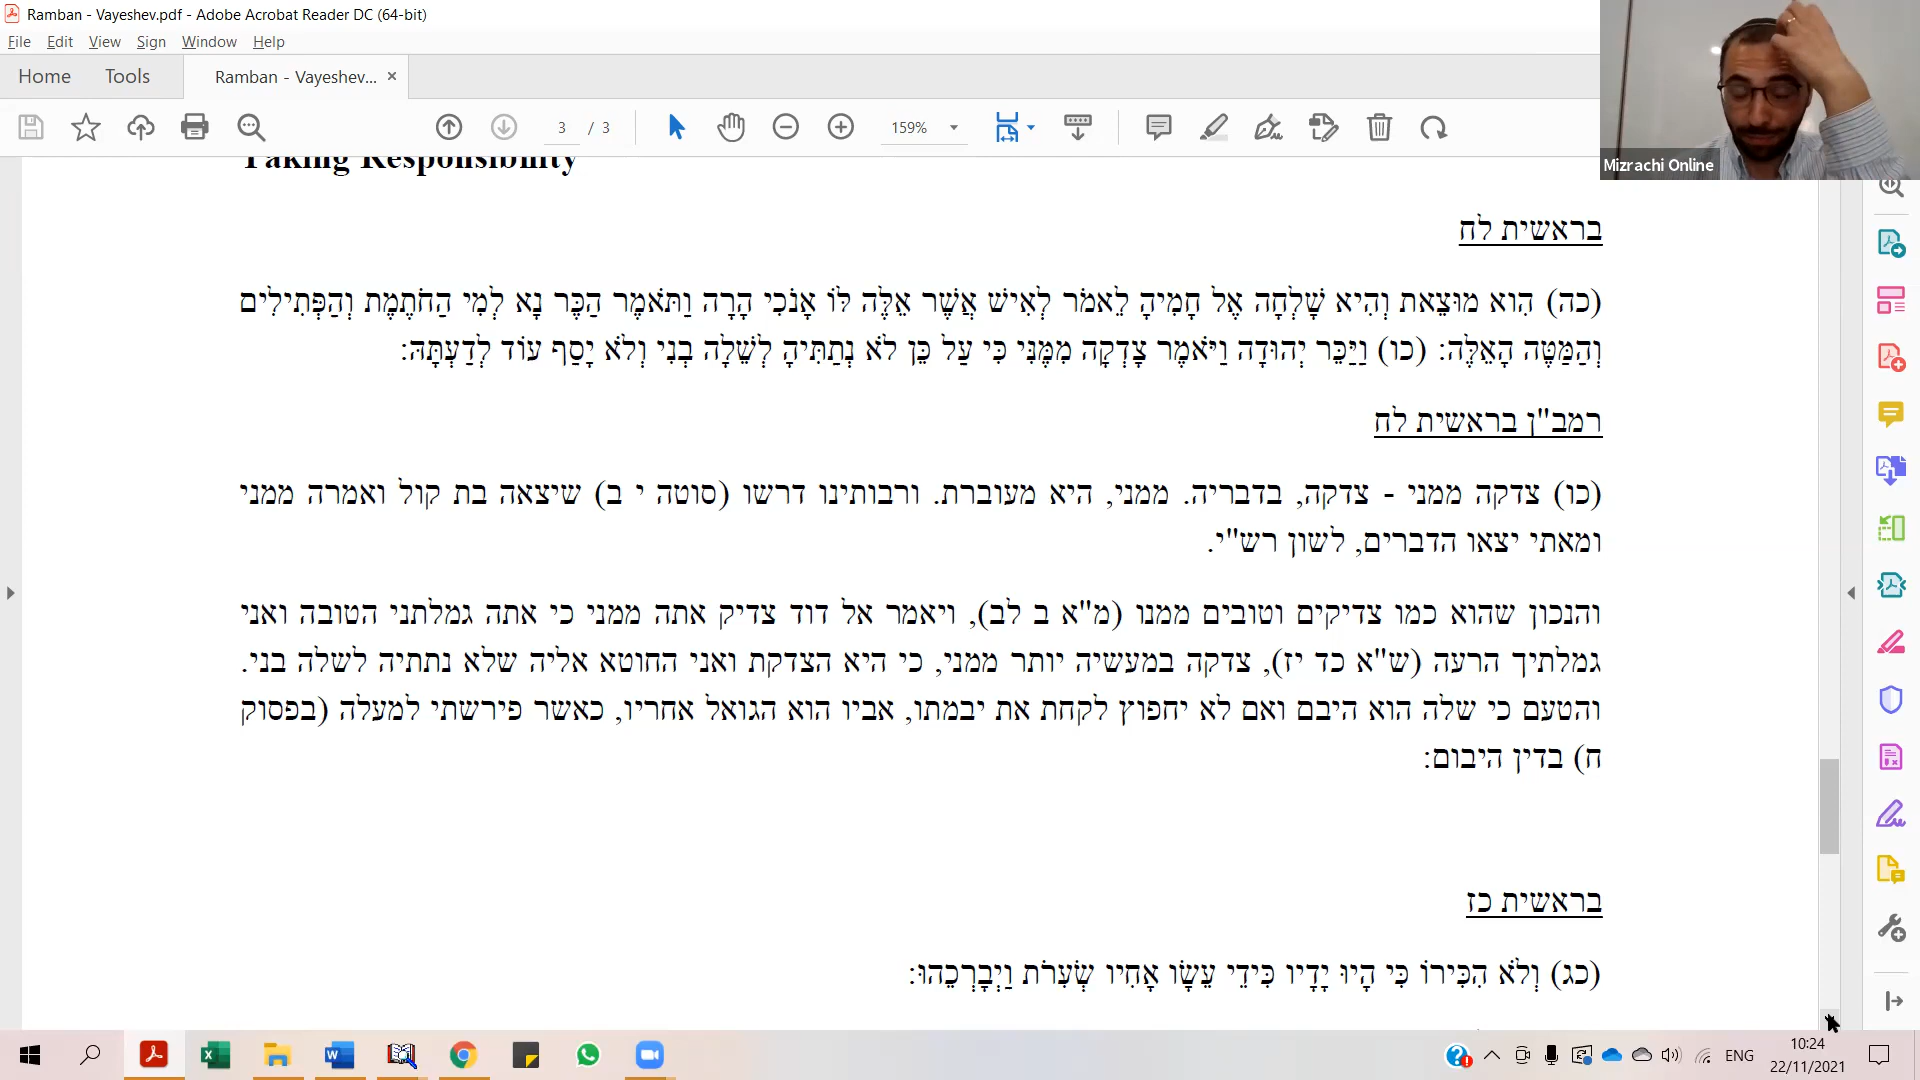 Ramban - Vayeshev.pdf - Adobe Acrobat Reader DC (64-bit)
File Edit View Sign Window Help
Home Tools Ramban - Vayeshev... ×
3 / 3 159%
Mizrachi Online
Taking Responsibility
בראשית לח
(כה) הִוא מוּצֵאת וְהִיא שָׁלְחָה אֶל חָמִיהָ לֵאמֹר לְאִישׁ אֲשֶׁר אֵלֶּה לּוֹ אָנֹכִי הָרָה וַתֹּאמֶר הַכֶּר נָא לְמִי הַחֹתֶמֶת וְהַפְּתִילִים
וְהַמַּטֶּה הָאֵלֶּה: (כו) וַיַּכֵּר יְהוּדָה וַיֹּאמֶר צָדְקָה מִמֶּנִּי כִּי עַל כֵּן לֹא נְתַתִּיהָ לְשֵׁלָה בְנִי וְלֹא יָסַף עוֹד לְדַעְתָּהּ:
רמב"ן בראשית לח
(כו) צדקה ממני - צדקה, בדבריה. ממני, היא מעוברת. ורבותינו דרשו (סוטה י ב) שיצאה בת קול ואמרה ממני
ומאתי יצאו הדברים, לשון רש"י.
והנכון שהוא כמו צדיקים וטובים ממנו (מ"א ב לב), ויאמר אל דוד צדיק אתה ממני כי אתה גמלתני הטובה ואני
גמלתיך הרעה (ש"א כד יז), צדקה במעשיה יותר ממני, כי היא הצדקת ואני החוטא אליה שלא נתתיה לשלה בני.
והטעם כי שלה הוא היבם ואם לא יחפוץ לקחת את יבמתו, אביו הוא הגואל אחריו, כאשר פירשתי למעלה (בפסוק
ח) בדין היבום:
בראשית כז
(כג) וְלֹא הִכִּירוֹ כִּי הָיוּ יָדָיו כִּידֵי עֵשָׂו אָחִיו שְׂעִרֹת וַיְבָרְכֵהוּ:
ENG
10:24
22/11/2021